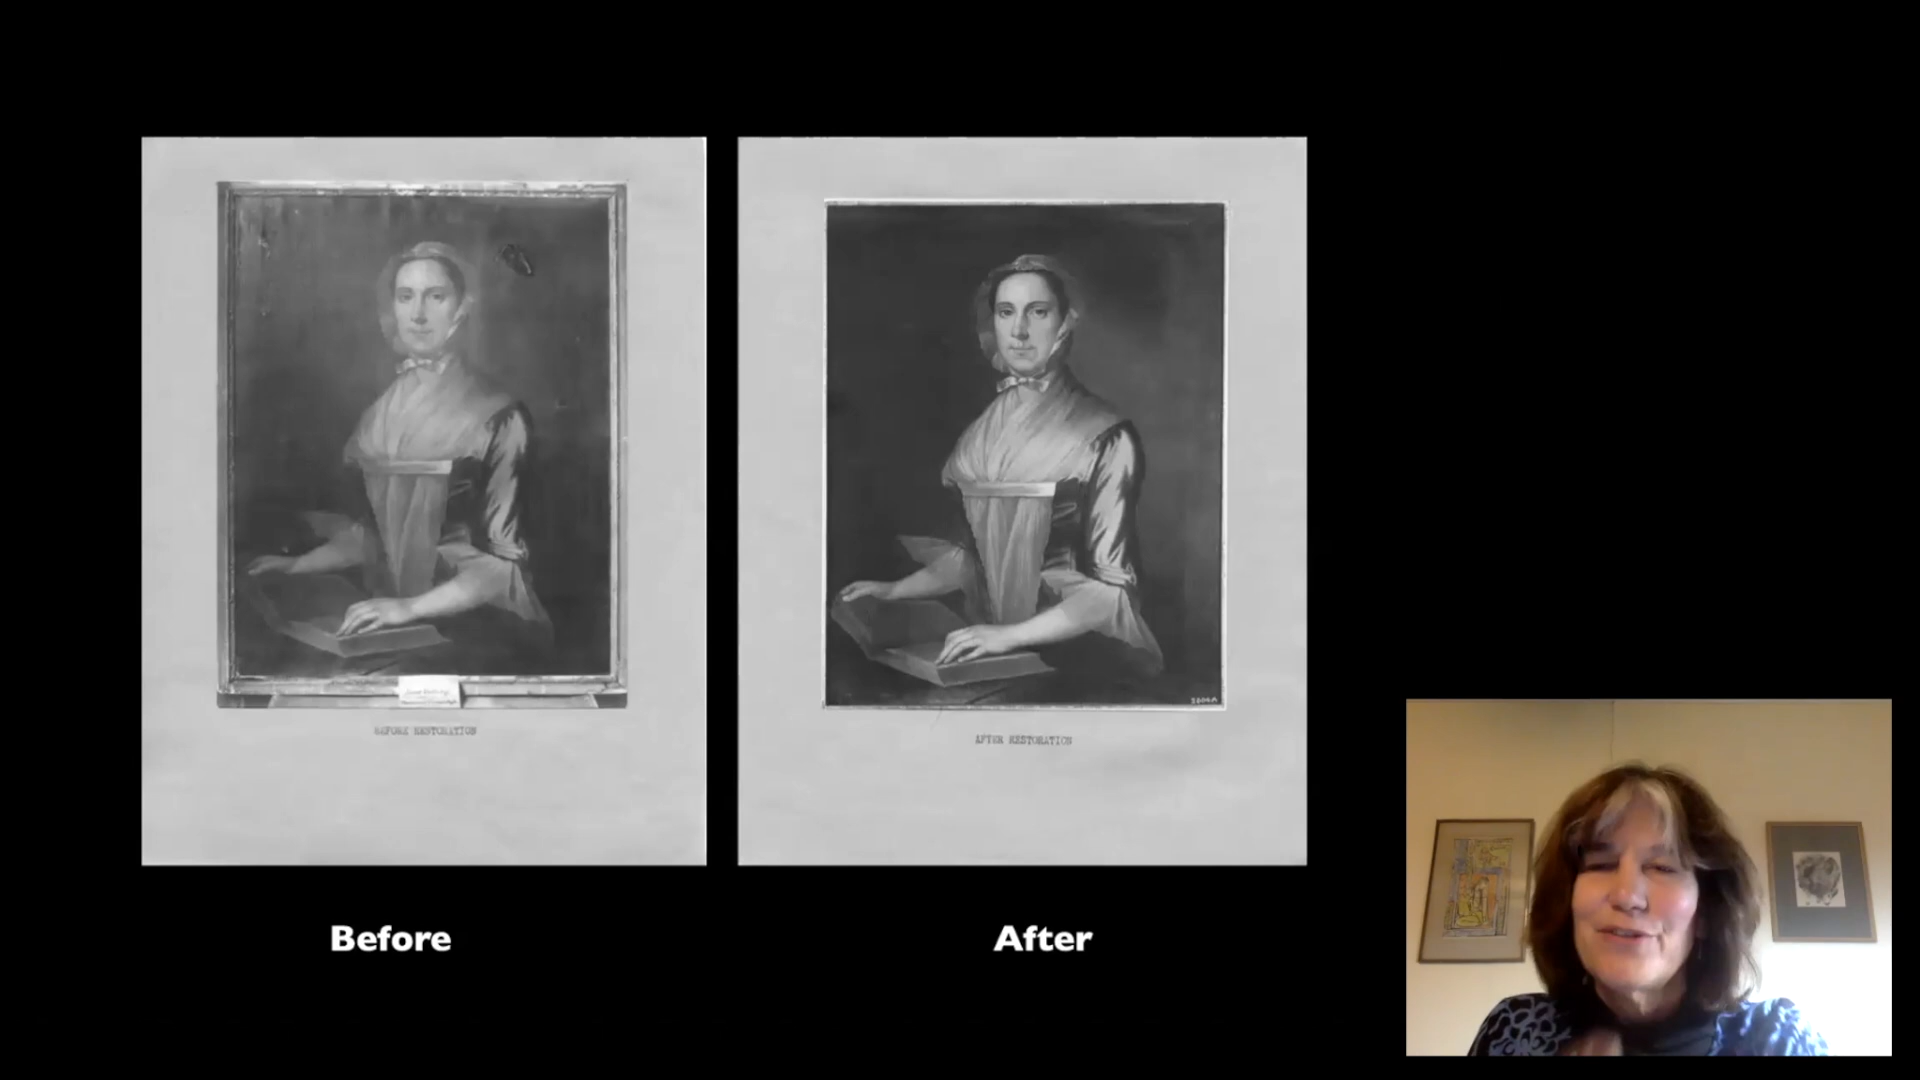 BEFORE RESTORATION
AFTER RESTORATION
Before
After